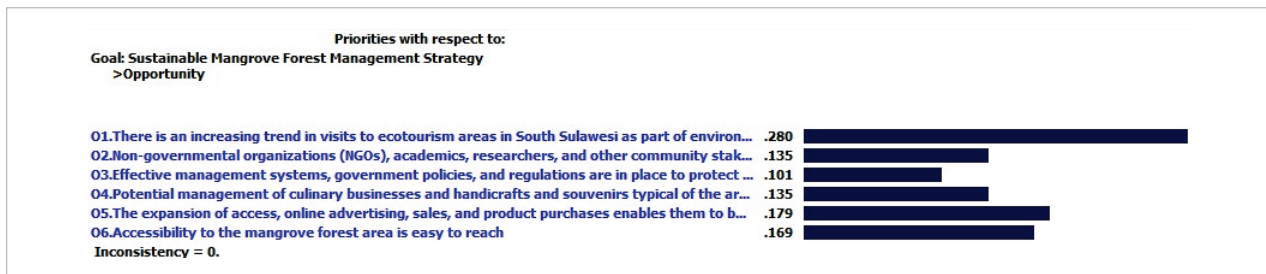 Priorities with respect to:
Goal: Sustainable Mangrove Forest Management Strategy
>Opportunity
O1.There is an increasing trend in visits to ecotourism areas in South Sulawesi as part of environ... .280
O2.Non-governmental organizations (NGOs), academics, researchers, and other community stak... .135
O3.Effective management systems, government policies, and regulations are in place to protect ... .101
O4.Potential management of culinary businesses and handicrafts and souvenirs typical of the ar... .135
O5.The expansion of access, online advertising, sales, and product purchases enables them to b... .179
O6.Accessibility to the mangrove forest area is easy to reach .169
Inconsistency = 0.